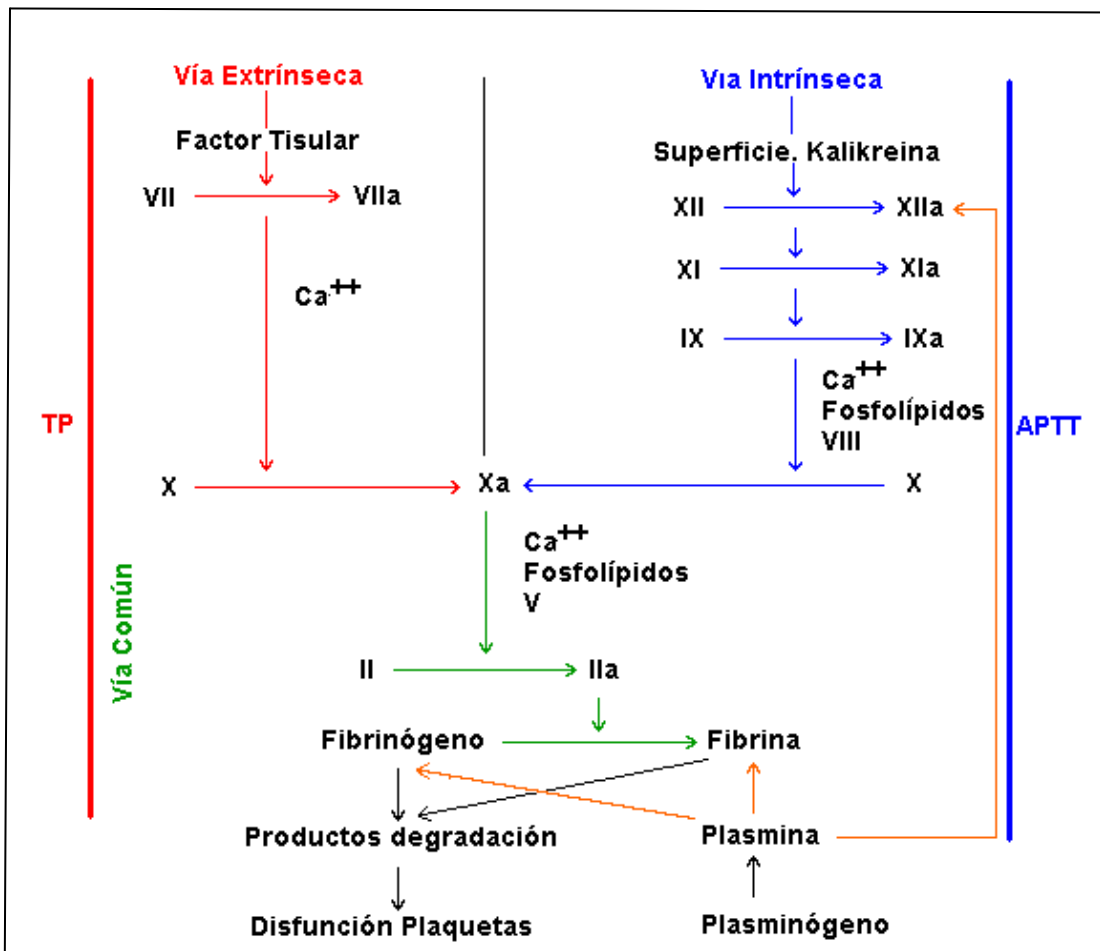 Vía Extrínseca
Vía Intrínseca
Factor Tisular
Superficie. Kalikreina
VII
VIIa
XII
XIIa
XI
XIa
Ca++
IX
IXa
Ca++
Fosfolípidos
VIII
TP
APTT
X
Xa
X
Ca++
Fosfolípidos
V
Vía Común
II
IIa
Fibrinógeno
Fibrina
Productos degradación
Plasmina
Disfunción Plaquetas
Plasminógeno